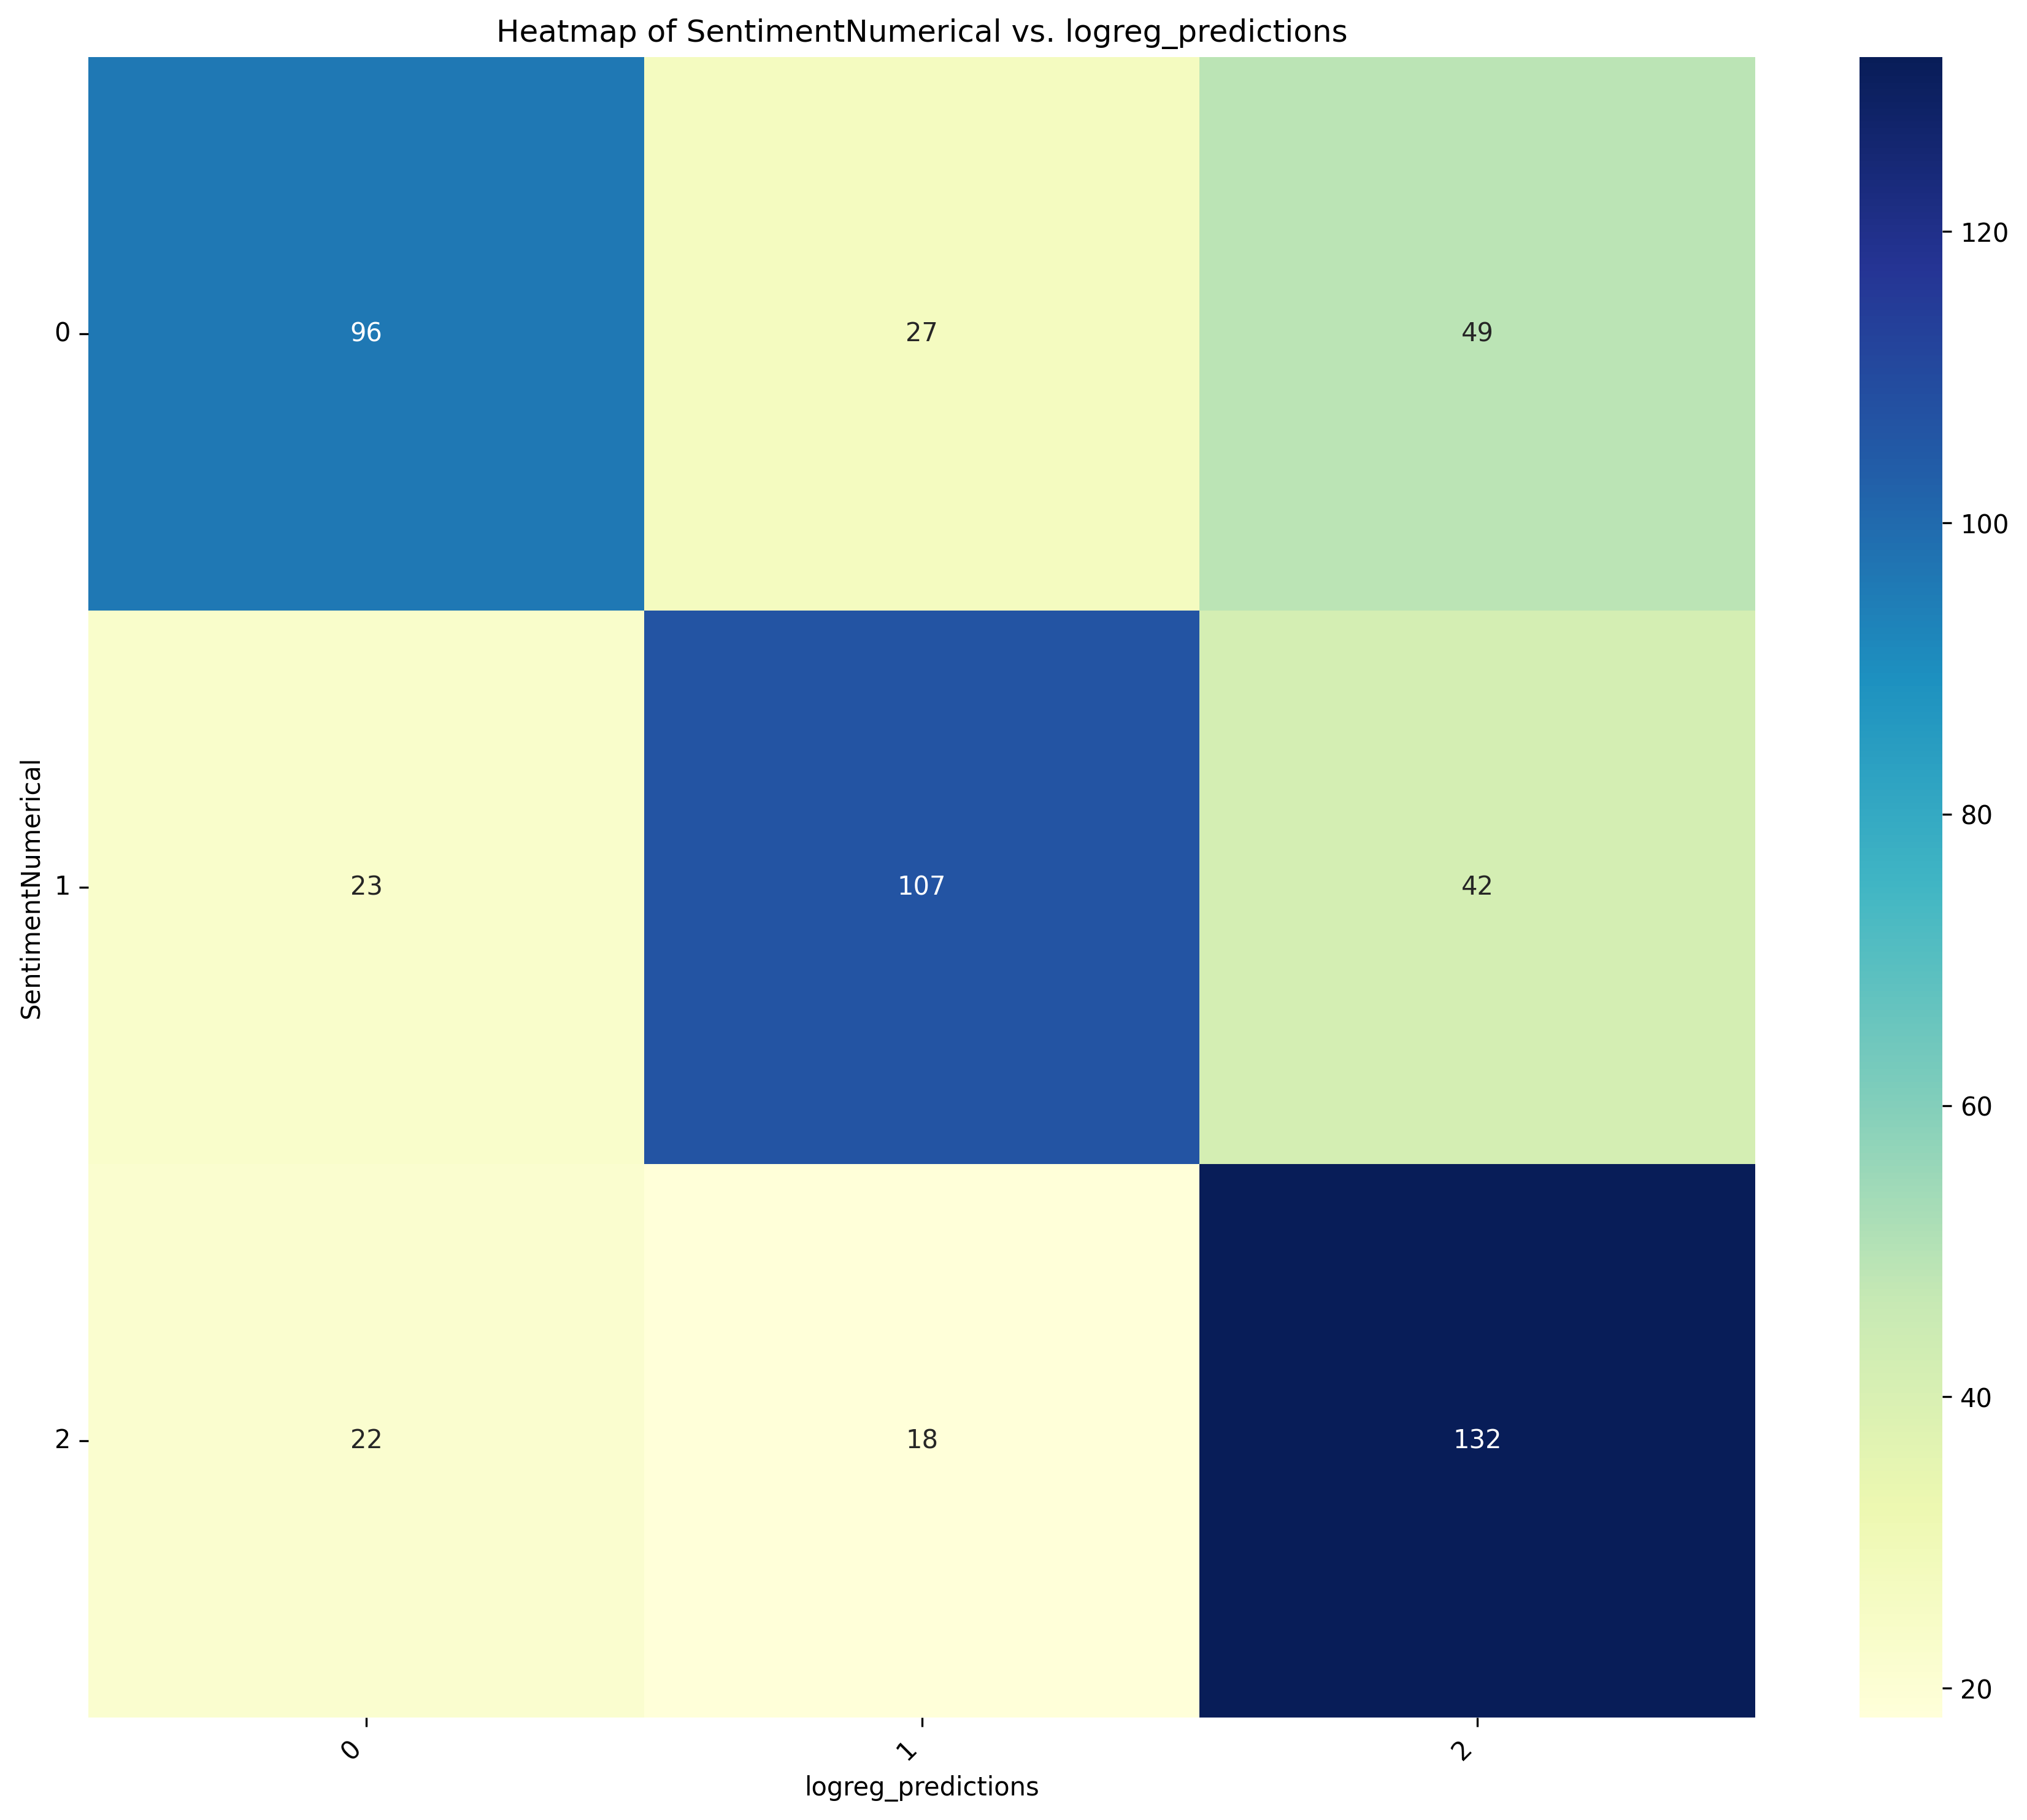 Heatmap of SentimentNumerical vs. logreg_predictions
0 96 27 49
1 23 107 42
2 22 18 132
SentimentNumerical
0 1 2
logreg_predictions
120
100
80
60
40
20